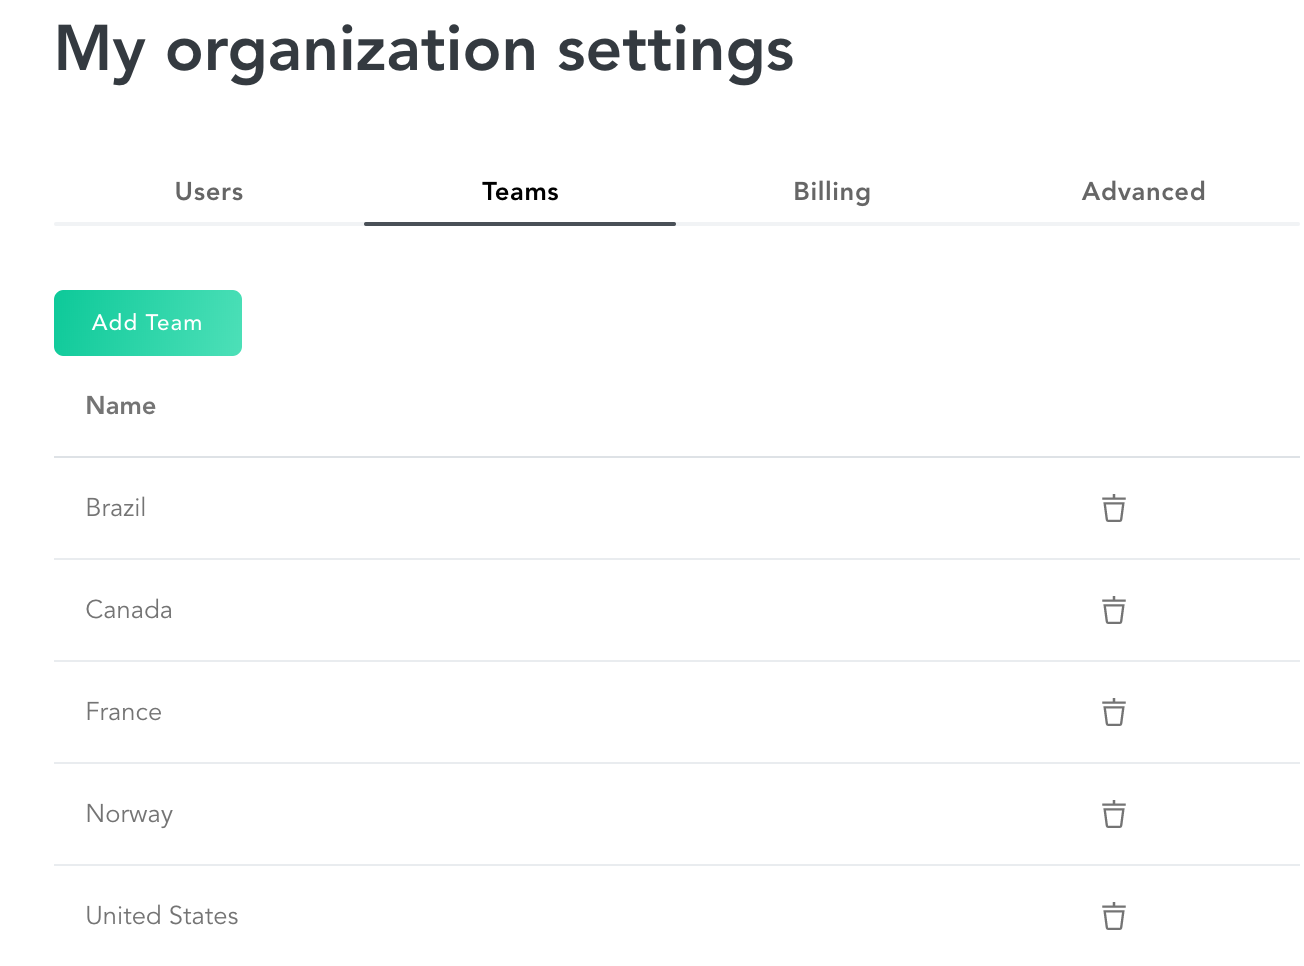 My organization settings
Users Teams Billing Advanced
Add Team
Name
Brazil
Canada
France
Norway
United States